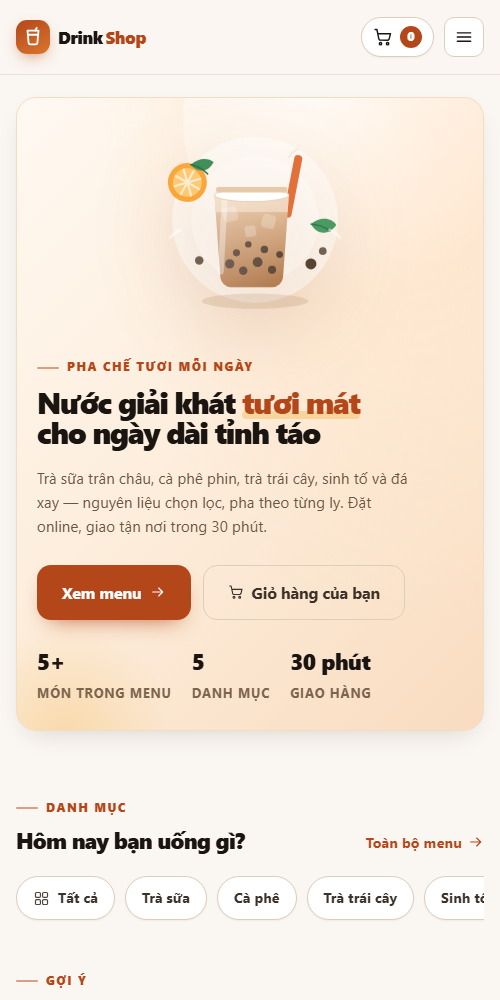 Drink Shop
0
PHA CHẾ TƯƠI MỖI NGÀY
Nước giải khát tươi mát
cho ngày dài tỉnh táo
Trà sữa trân châu, cà phê phin, trà trái cây, sinh tố và đá
xay — nguyên liệu chọn lọc, pha theo từng ly. Đặt
online, giao tận nơi trong 30 phút.
Xem menu
Giỏ hàng của bạn
5+
MÓN TRONG MENU
5
DANH MỤC
30 phút
GIAO HÀNG
DANH MỤC
Hôm nay bạn uống gì?
Toàn bộ menu
Tất cả
Trà sữa
Cà phê
Trà trái cây
Sinh tố
GỢI Ý